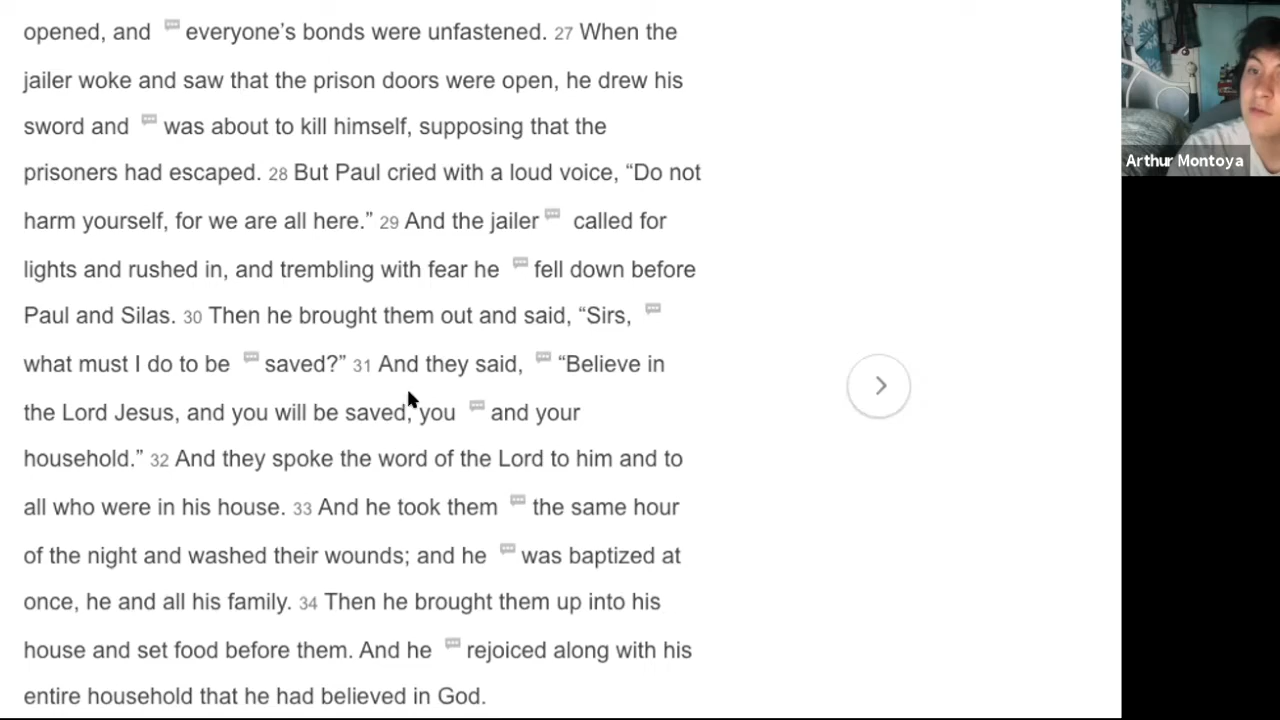 opened, and everyone’s bonds were unfastened. 27 When the
jailer woke and saw that the prison doors were open, he drew his
sword and was about to kill himself, supposing that the
prisoners had escaped. 28 But Paul cried with a loud voice, “Do not
harm yourself, for we are all here.” 29 And the jailer called for
lights and rushed in, and trembling with fear he fell down before
Paul and Silas. 30 Then he brought them out and said, “Sirs,
what must I do to be saved?” 31 And they said, “Believe in
the Lord Jesus, and you will be saved, you and your
household.” 32 And they spoke the word of the Lord to him and to
all who were in his house. 33 And he took them the same hour
of the night and washed their wounds; and he was baptized at
once, he and all his family. 34 Then he brought them up into his
house and set food before them. And he rejoiced along with his
entire household that he had believed in God.
Arthur Montoya